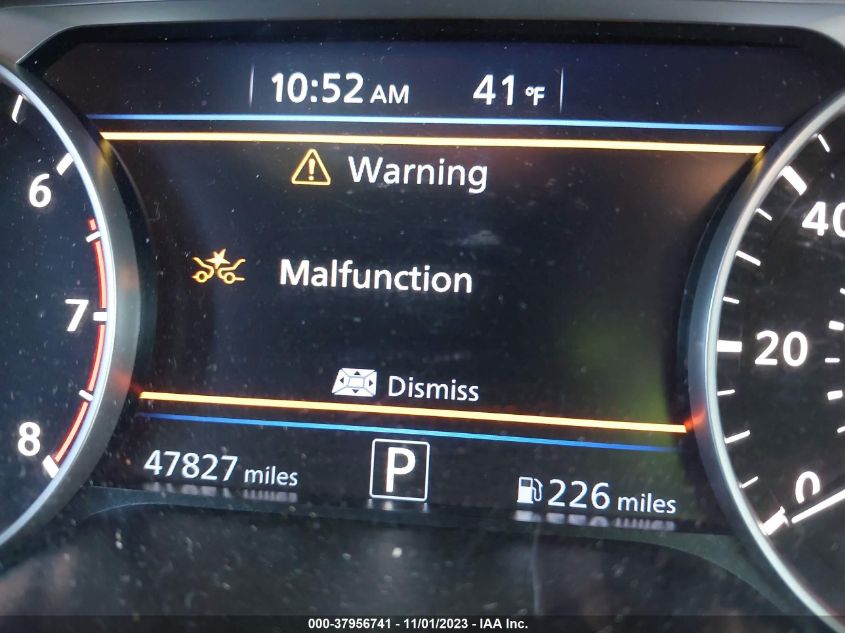 10:52 AM 41 °F
Warning
6
40
Malfunction
7
20
Dismiss
8
47827 miles
P
226 miles
0
000-37956741 - 11/01/2023 - IAA Inc.